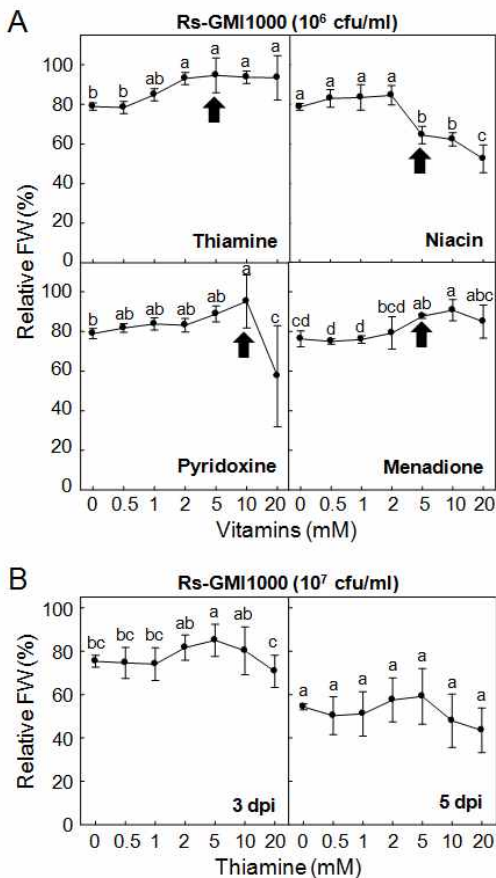 A
Rs-GMI1000 (10⁶ cfu/ml)
Relative FW (%)
100
80
60
40
20
0
b b ab a a a a
Thiamine
a a a a b b c
Niacin
100
80
60
40
20
0
b ab ab ab ab a c
Pyridoxine
cd d d bcd ab a abc
Menadione
0 0.5 1 2 5 10 20
0 0.5 1 2 5 10 20
Vitamins (mM)
B
Rs-GMI1000 (10⁷ cfu/ml)
Relative FW (%)
100
80
60
40
20
0
bc bc bc ab a ab c
3 dpi
a a a a a a a
5 dpi
0 0.5 1 2 5 10 20
0 0.5 1 2 5 10 20
Thiamine (mM)